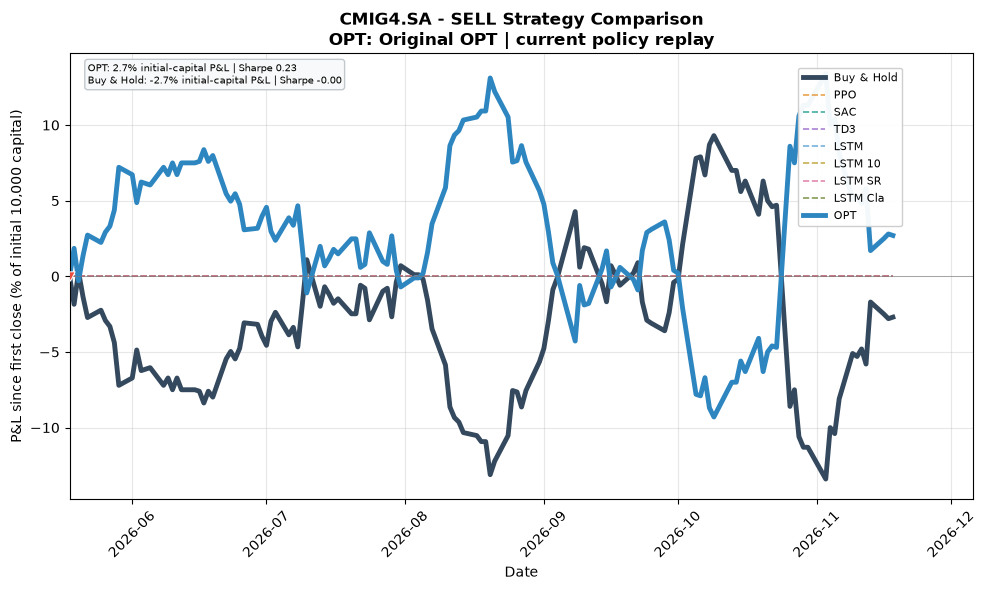 CMIG4.SA - SELL Strategy Comparison
OPT: Original OPT | current policy replay
OPT: 2.7% initial-capital P&L | Sharpe 0.23
Buy & Hold: -2.7% initial-capital P&L | Sharpe -0.00
Buy & Hold
PPO
SAC
TD3
LSTM
LSTM 10
LSTM SR
LSTM Cla
OPT
P&L since first close (% of initial 10,000 capital)
10
5
0
−5
−10
2026-06
2026-07
2026-08
2026-09
2026-10
2026-11
2026-12
Date